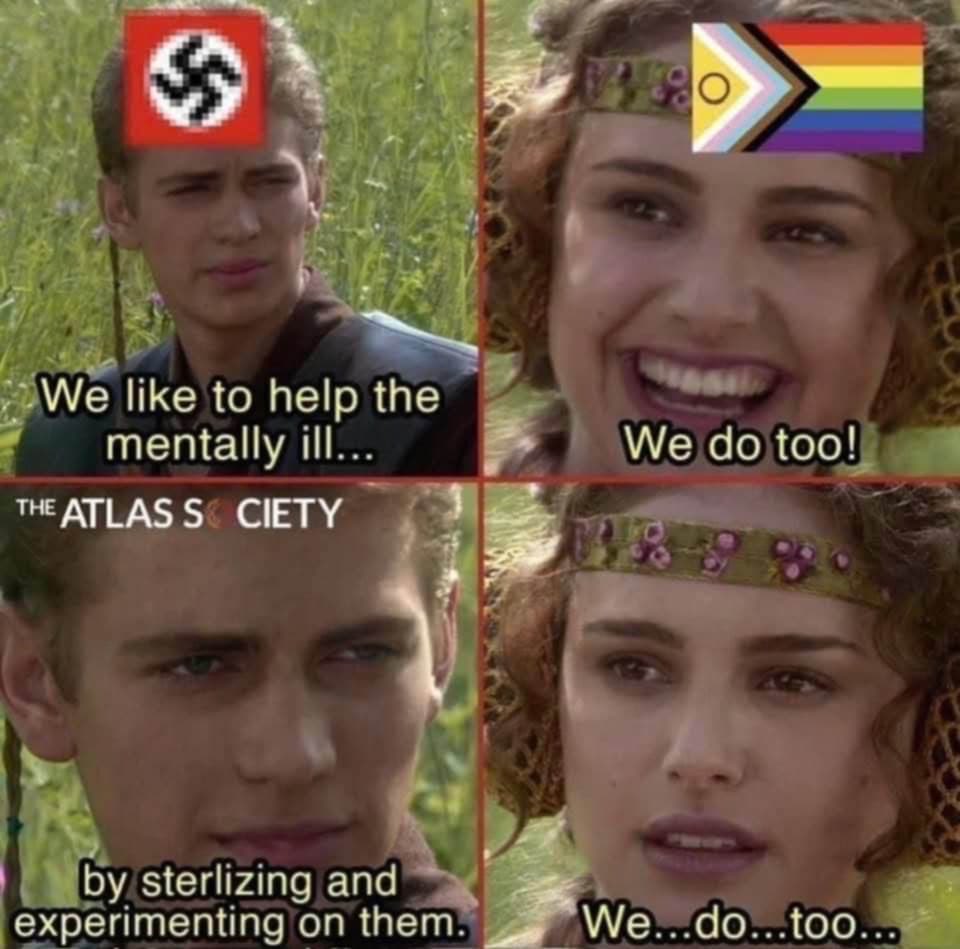 We like to help the
mentally ill...
We do too!
THE ATLAS S CIETY
by sterlizing and
experimenting on them.
We...do...too...